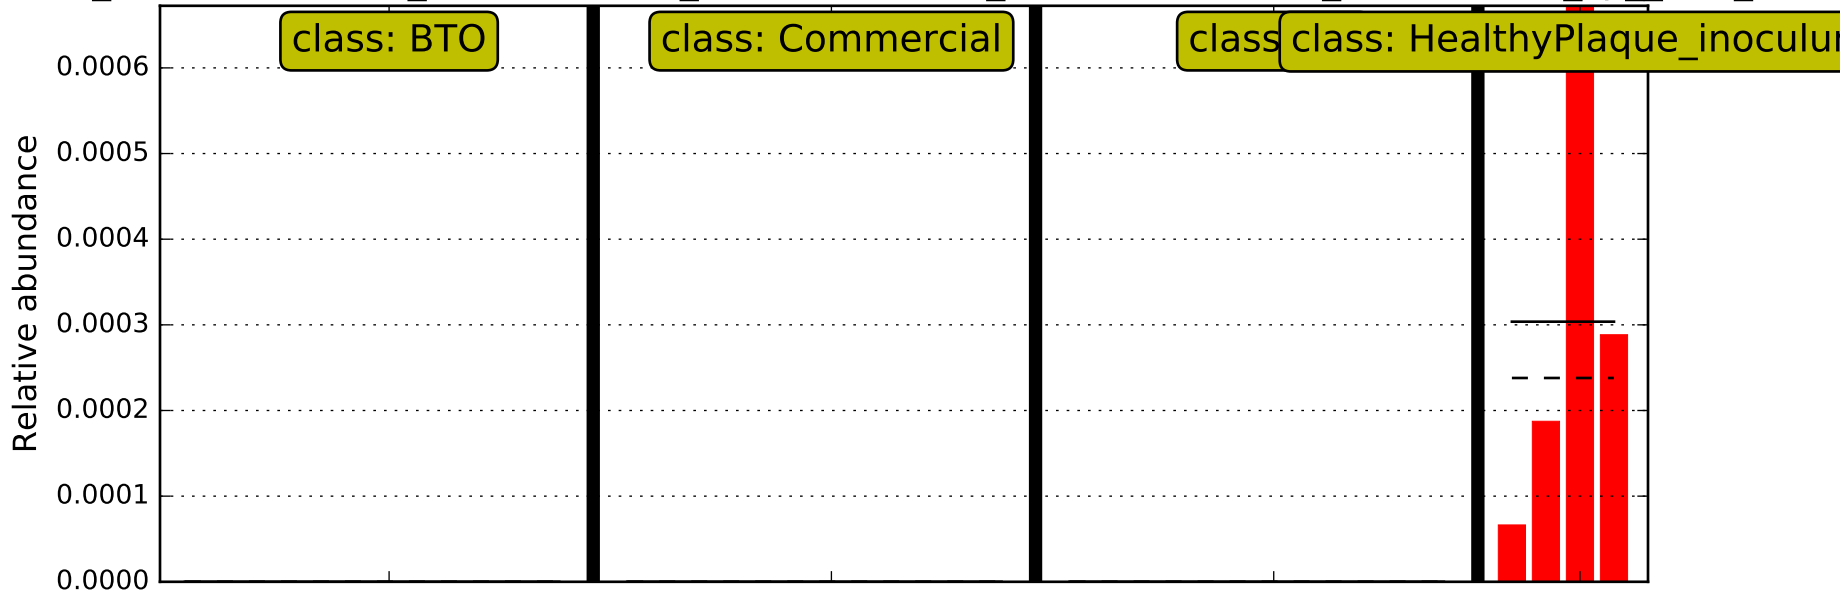 class: BTO
class: Commercial
class
class: HealthyPlaque_inoculu
0.0006
0.0005
0.0004
0.0003
0.0002
0.0001
0.0000
Relative abundance